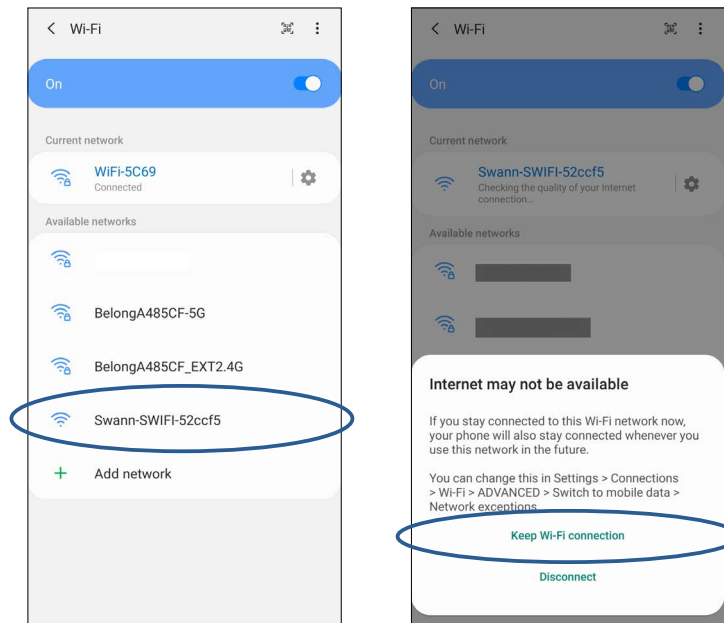 Wi-Fi
On
Current network
WiFi-5C69
Connected
Available networks
BelongA485CF-5G
BelongA485CF_EXT2.4G
Swann-SWIFI-52ccf5
Add network
Wi-Fi
On
Current network
Swann-SWIFI-52ccf5
Checking the quality of your Internet
connection...
Available networks
Internet may not be available
If you stay connected to this Wi-Fi network now,
your phone will also stay connected whenever you
use this network in the future.
You can change this in Settings > Connections
> Wi-Fi > ADVANCED > Switch to mobile data >
Network exceptions
Keep Wi-Fi connection
Disconnect